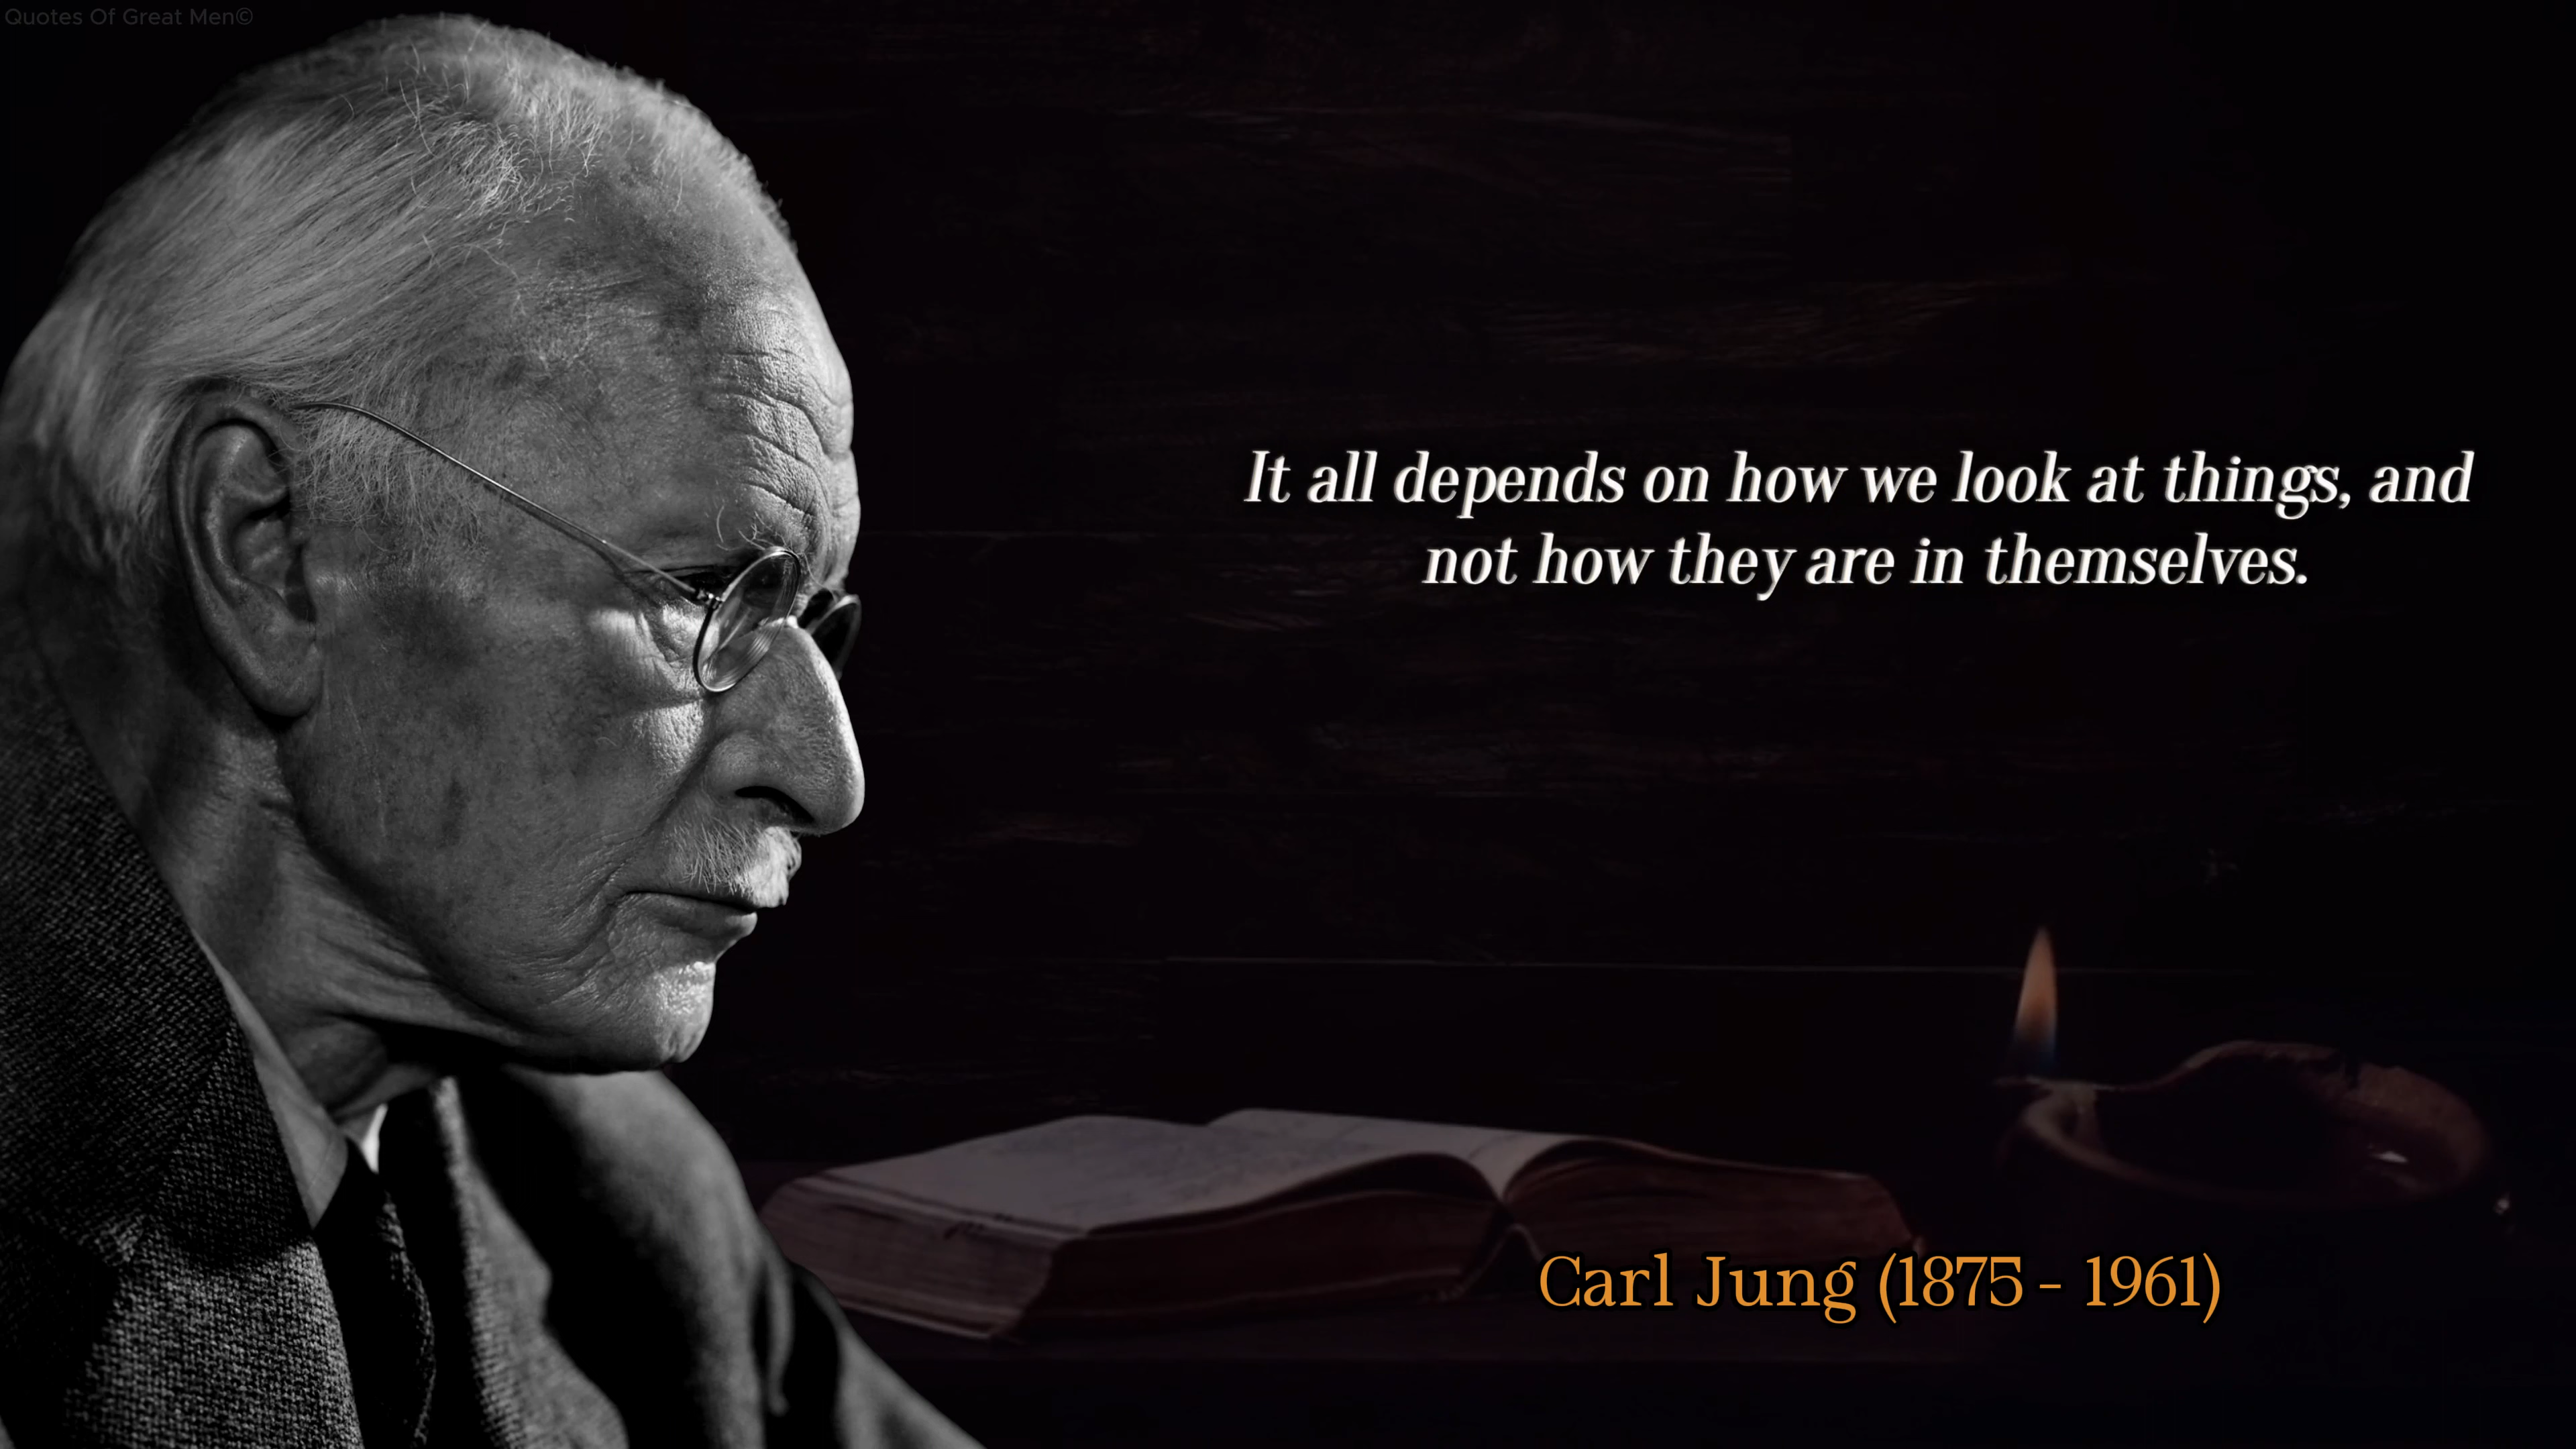 Quotes Of Great Men©
It all depends on how we look at things, and
not how they are in themselves.
Carl Jung (1875 - 1961)